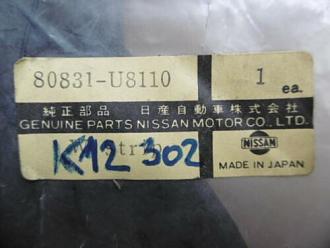 80831-U8110 1 ea.
純正部品 日産自動車株式会社
GENUINE PARTS NISSAN MOTOR CO., LTD.
K12 302
NISSAN
MADE IN JAPAN